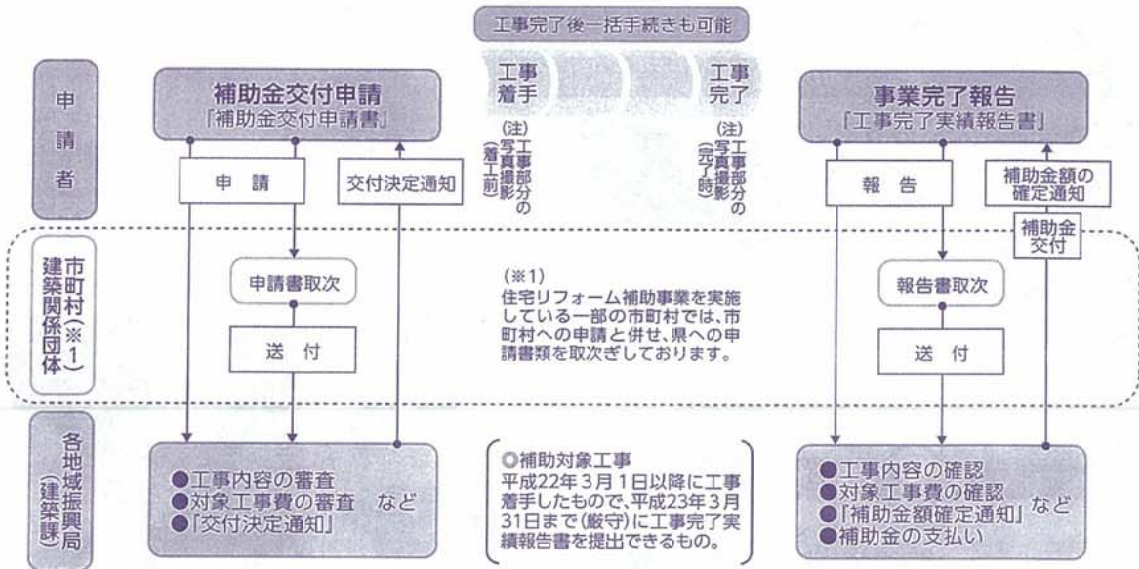 工事完了後一括手続きも可能
申請者
補助金交付申請
『補助金交付申請書』
工事
着手
工事
完了
事業完了報告
『工事完了実績報告書』
(注)工事部分の
写真撮影
(着工前)
(注)工事部分の
写真撮影
(完了時)
申請
交付決定通知
報告
補助金額の
確定通知
補助金
交付
市町村(※1)
建築関係団体
申請書取次
送付
(※1)
住宅リフォーム補助事業を実施
している一部の市町村では、市
町村への申請と併せ、県への申
請書類を取次ぎしております。
報告書取次
送付
各地域振興局
(建築課)
●工事内容の審査
●対象工事費の審査 など
●『交付決定通知』
◎補助対象工事
平成22年3月1日以降に工事
着手したもので、平成23年3月
31日まで(厳守)に工事完了実
績報告書を提出できるもの。
●工事内容の確認
●対象工事費の確認
●『補助金額確定通知』など
●補助金の支払い